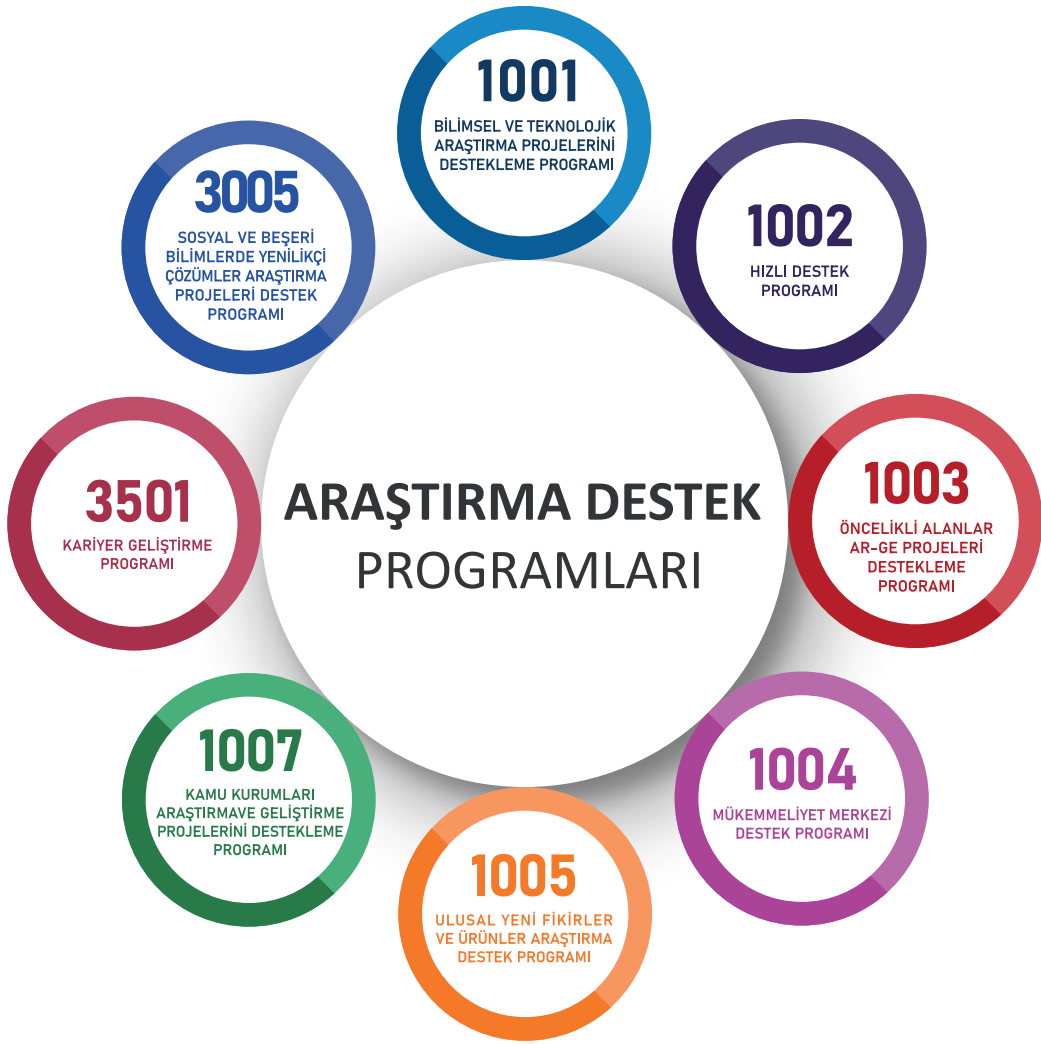 1001
BİLİMSEL VE TEKNOLOJİK
ARAŞTIRMA PROJELERİNİ
DESTEKLEME PROGRAMI
1002
HIZLI DESTEK
PROGRAMI
1003
ÖNCELİKLİ ALANLAR
AR-GE PROJELERİ
DESTEKLEME
PROGRAMI
1004
MÜKEMMELİYET MERKEZİ
DESTEK PROGRAMI
1005
ULUSAL YENİ FİKİRLER
VE ÜRÜNLER ARAŞTIRMA
DESTEK PROGRAMI
1007
KAMU KURUMLARI
ARAŞTIRMAVE GELİŞTİRME
PROJELERİNİ DESTEKLEME
PROGRAMI
3501
KARİYER GELİŞTİRME
PROGRAMI
3005
SOSYAL VE BEŞERİ
BİLİMLERDE YENİLİKÇİ
ÇÖZÜMLER ARAŞTIRMA
PROJELERİ DESTEK
PROGRAMI
ARAŞTIRMA DESTEK
PROGRAMLARI